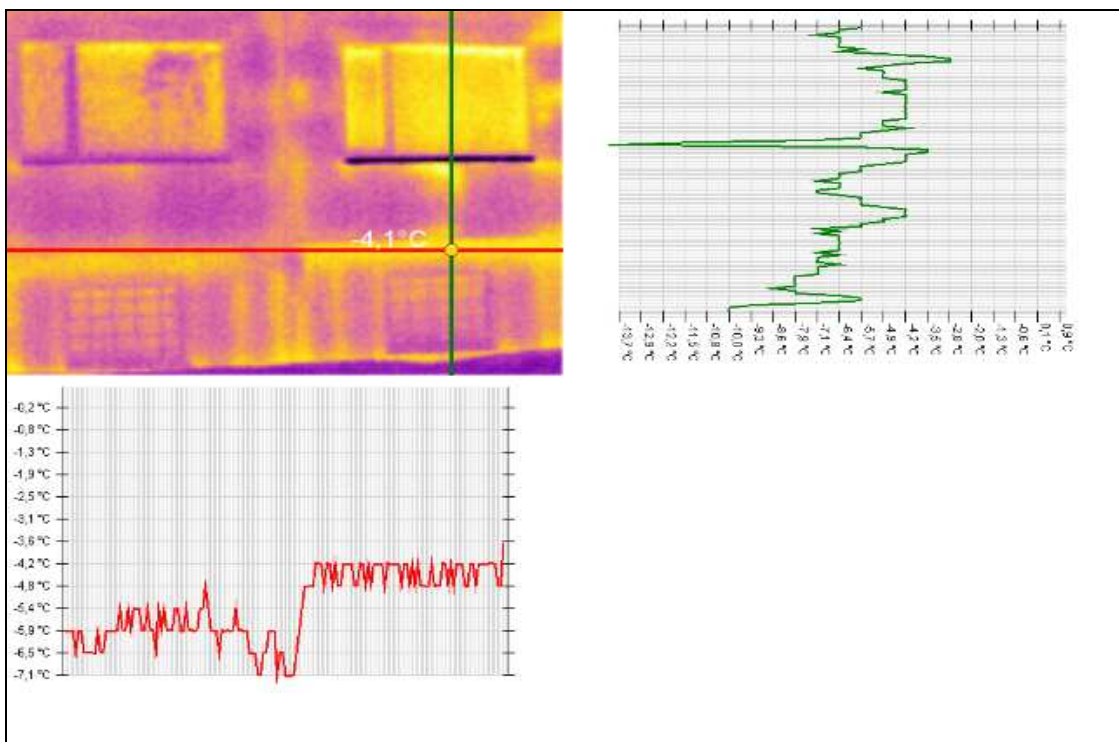 -4,1°C
-13,7 °C
-12,9 °C
-12,2 °C
-11,5 °C
-10,8 °C
-10,0 °C
-9,3 °C
-8,6 °C
-7,9 °C
-7,1 °C
-6,4 °C
-5,7 °C
-4,9 °C
-4,2 °C
-3,5 °C
-2,8 °C
-2,0 °C
-1,3 °C
-0,6 °C
0,1 °C
0,9 °C
-0,2 °C
-0,8 °C
-1,3 °C
-1,9 °C
-2,5 °C
-3,1 °C
-3,6 °C
-4,2 °C
-4,8 °C
-5,4 °C
-5,9 °C
-6,5 °C
-7,1 °C